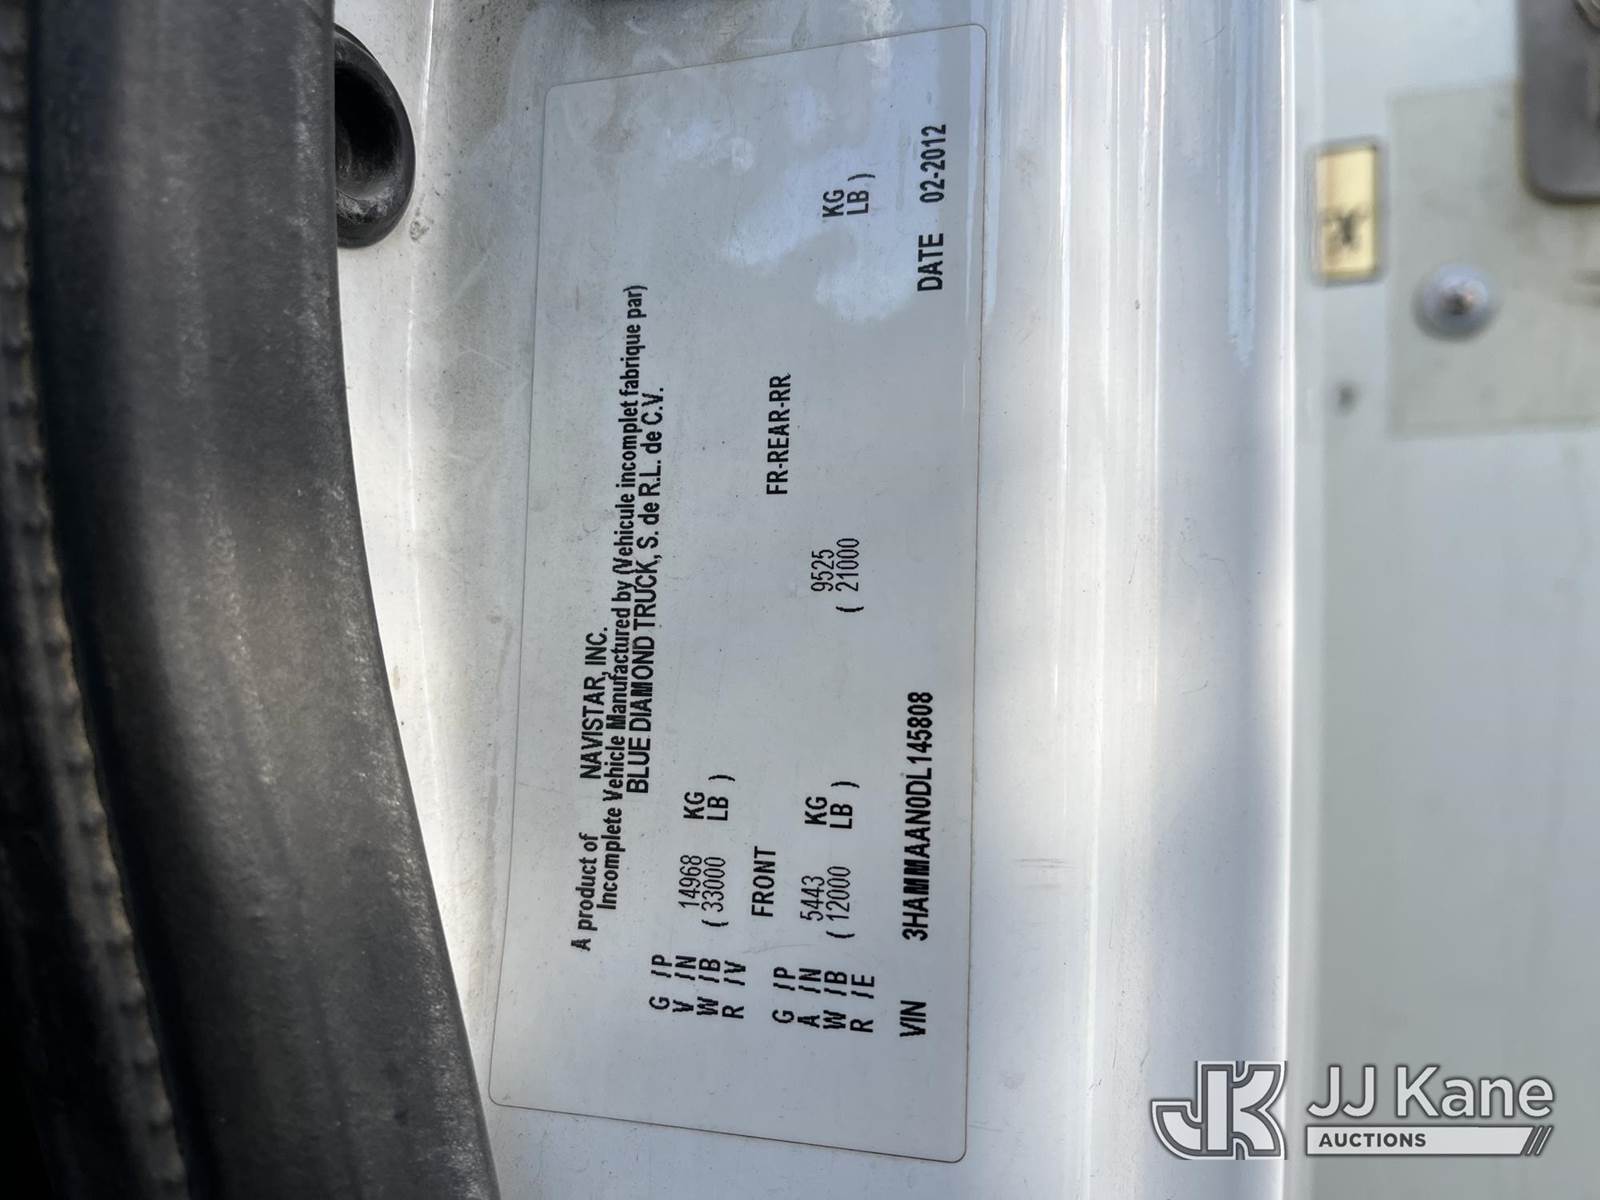 A product of NAVISTAR, INC.
Incomplete Vehicle Manufactured by (Vehicule incomplet fabrique par)
BLUE DIAMOND TRUCK, S. de R.L. de C.V.
G /P 14968 KG
V /N ( 33000 LB )
W /B
R /V
FRONT FR-REAR-RR
G /P 5443 KG 9525 KG
A /N ( 12000 LB ) ( 21000 LB )
W /B
R /E
VIN 3HAMMAAN0DL145808 DATE 02-2012
JJ Kane
AUCTIONS